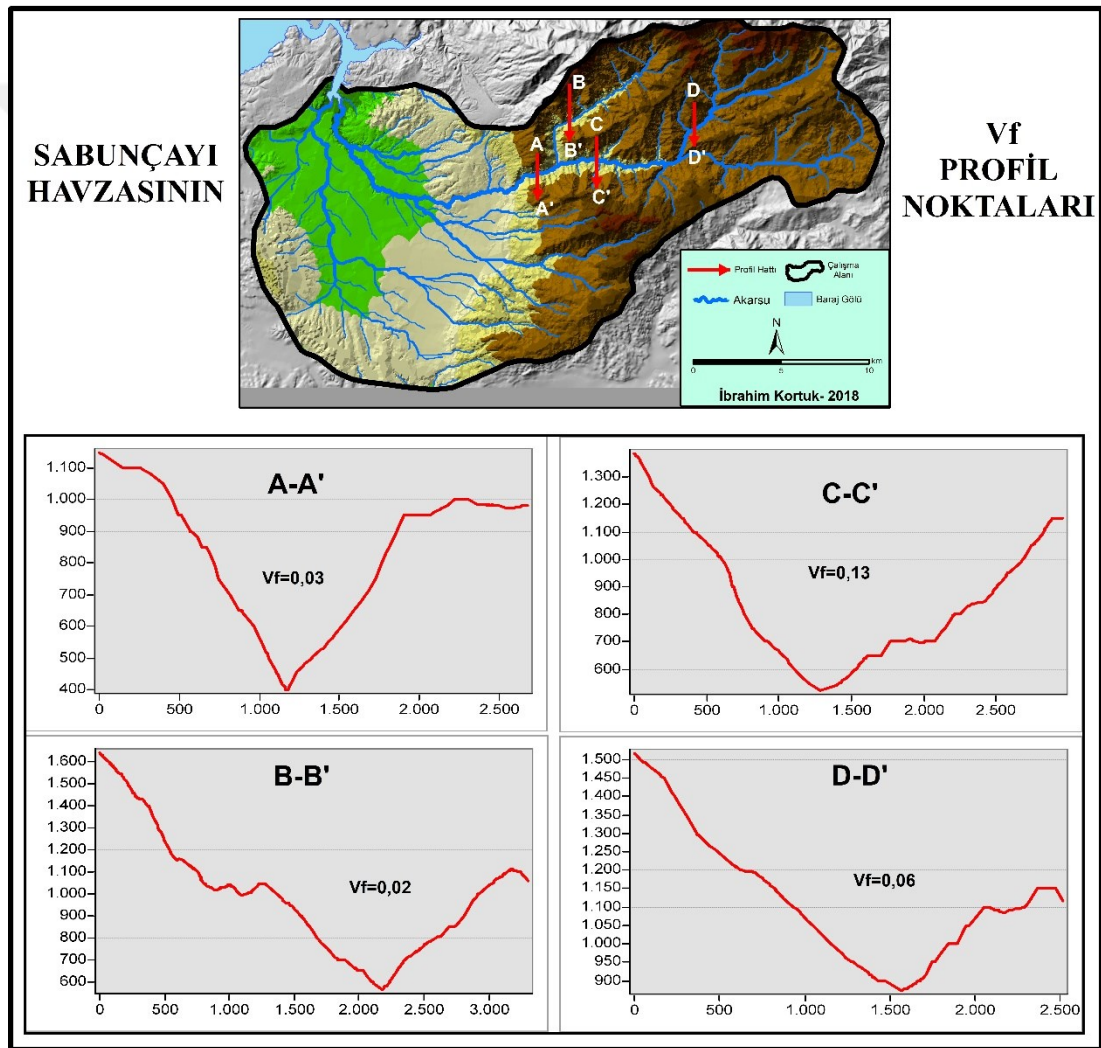 SABUNÇAYI
HAVZASININ
Vf
PROFİL
NOKTALARI
B
D
C
A
B'
D'
A'
C'
Profil Hattı
Çalışma
Alanı
Akarsu
Baraj Gölü
N
km
0 5 10
İbrahim Kortuk- 2018
A-A'
Vf=0,03
1.100
1.000
900
800
700
600
500
400
0 500 1.000 1.500 2.000 2.500
C-C'
Vf=0,13
1.300
1.100
1.000
900
800
700
600
0 500 1.000 1.500 2.000 2.500
B-B'
Vf=0,02
1.600
1.500
1.400
1.300
1.200
1.100
1.000
900
800
700
600
0 500 1.000 1.500 2.000 2.500 3.000
D-D'
Vf=0,06
1.500
1.400
1.350
1.300
1.250
1.200
1.150
1.100
1.000
950
900
0 500 1.000 1.500 2.000 2.500